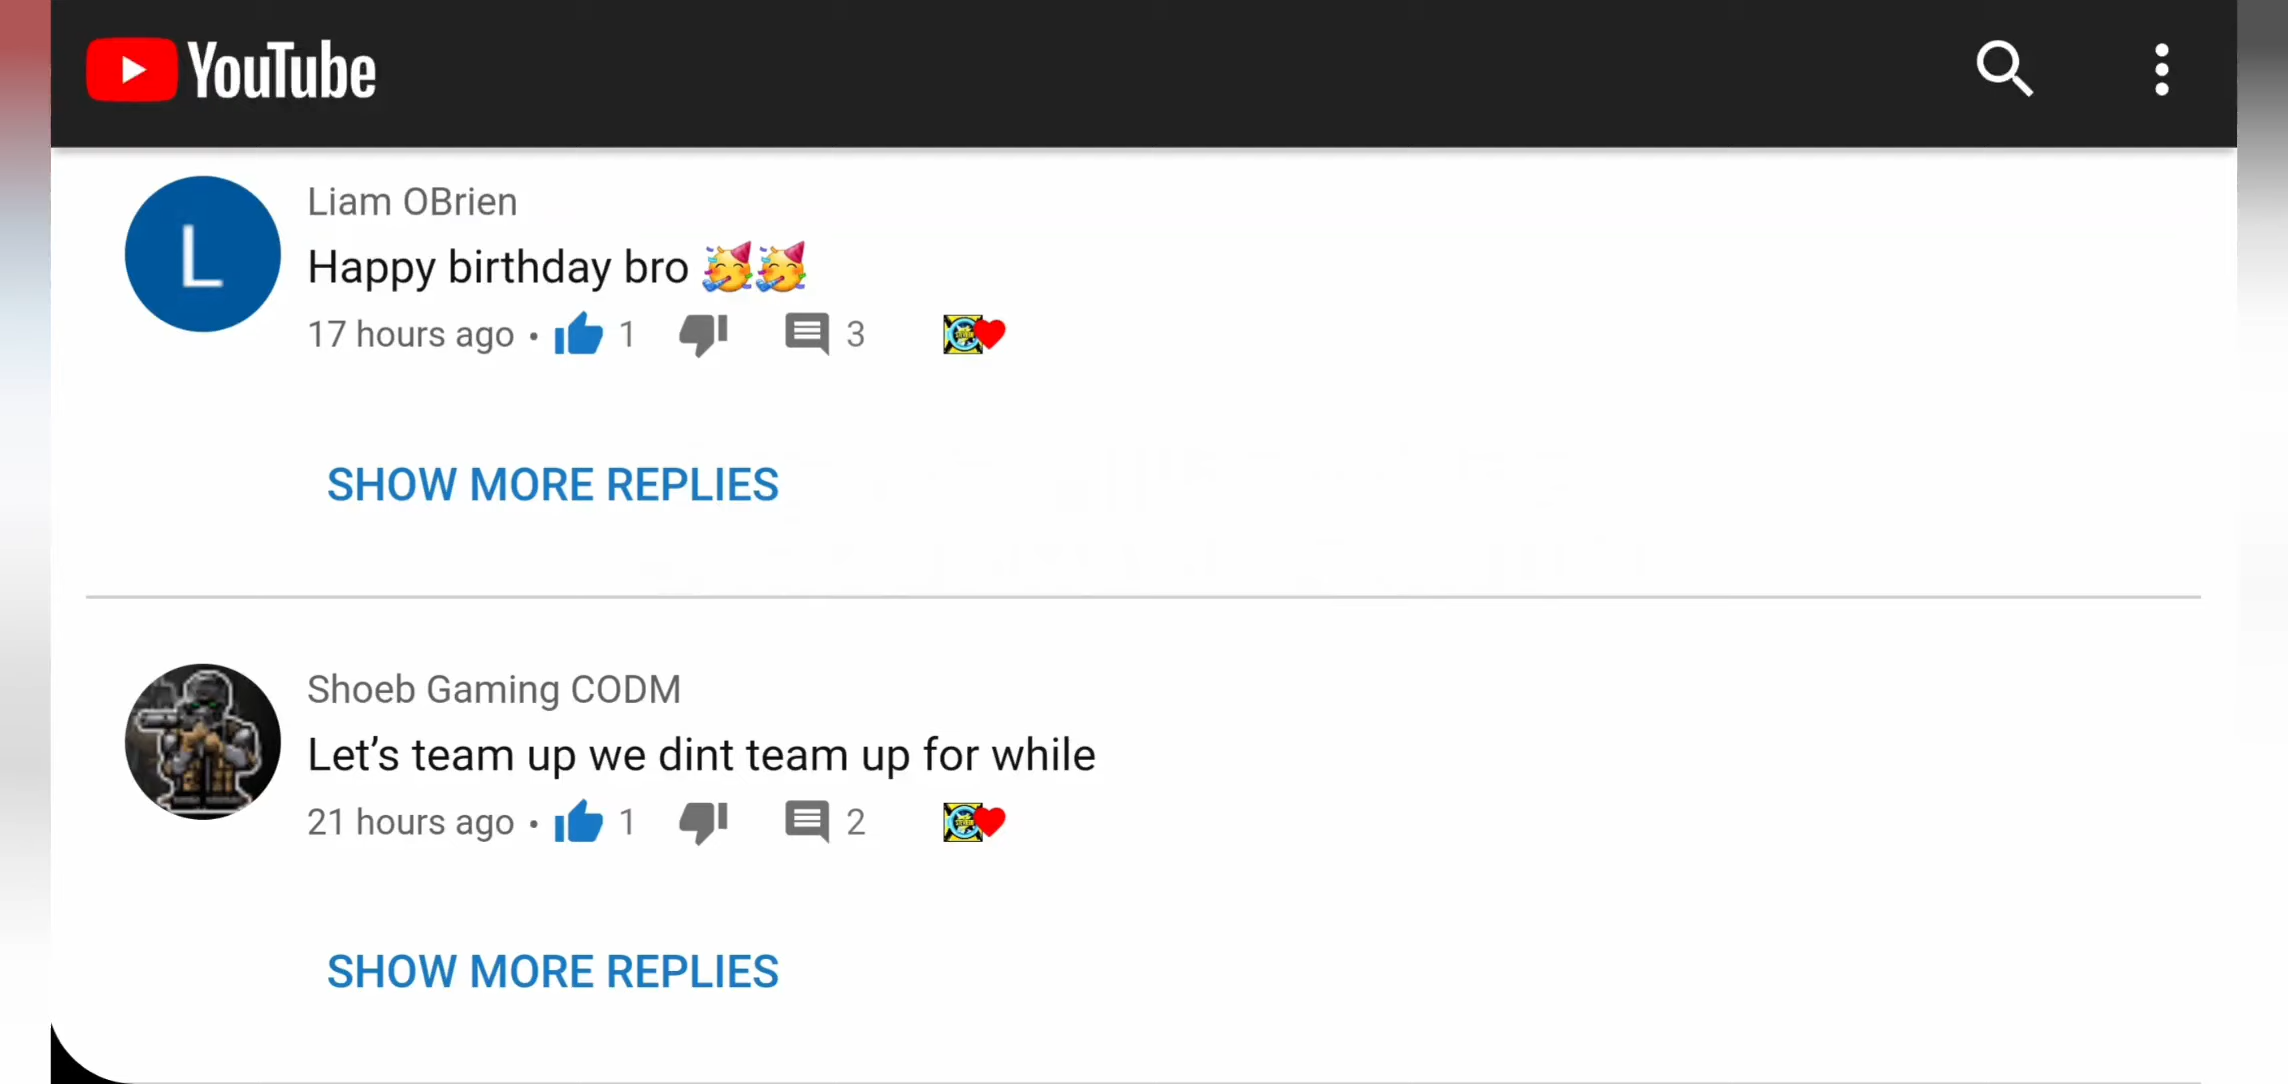 YouTube
Liam OBrien
Happy birthday bro 🥳🥳
17 hours ago • 1 3
SHOW MORE REPLIES
Shoeb Gaming CODM
Let’s team up we dint team up for while
21 hours ago • 1 2
SHOW MORE REPLIES